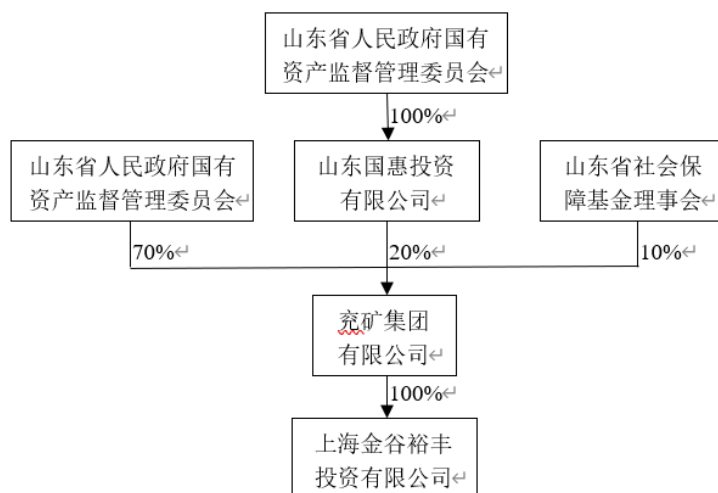 山东省人民政府国有
资产监督管理委员会↵
100%↵
山东省人民政府国有
资产监督管理委员会↵
山东国惠投资
有限公司↵
山东省社会保
障基金理事会↵
70%↵
20%↵
10%↵
兖矿集团
有限公司↵
100%↵
上海金谷裕丰
投资有限公司↵